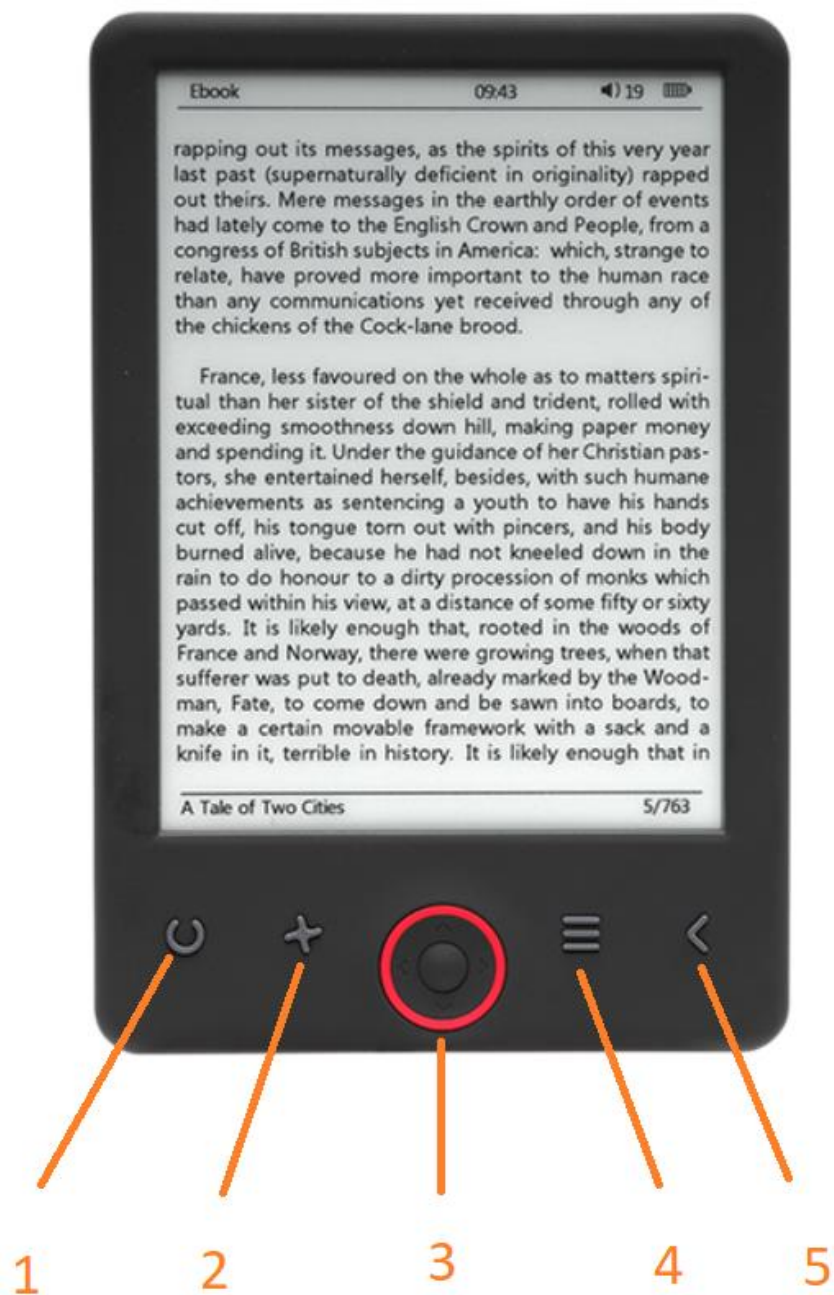 Ebook 09:43 19
rapping out its messages, as the spirits of this very year
last past (supernaturally deficient in originality) rapped
out theirs. Mere messages in the earthly order of events
had lately come to the English Crown and People, from a
congress of British subjects in America: which, strange to
relate, have proved more important to the human race
than any communications yet received through any of
the chickens of the Cock-lane brood.
France, less favoured on the whole as to matters spiri-
tual than her sister of the shield and trident, rolled with
exceeding smoothness down hill, making paper money
and spending it. Under the guidance of her Christian pas-
tors, she entertained herself, besides, with such humane
achievements as sentencing a youth to have his hands
cut off, his tongue torn out with pincers, and his body
burned alive, because he had not kneeled down in the
rain to do honour to a dirty procession of monks which
passed within his view, at a distance of some fifty or sixty
yards. It is likely enough that, rooted in the woods of
France and Norway, there were growing trees, when that
sufferer was put to death, already marked by the Wood-
man, Fate, to come down and be sawn into boards, to
make a certain movable framework with a sack and a
knife in it, terrible in history. It is likely enough that in
A Tale of Two Cities 5/763
1 2 3 4 5